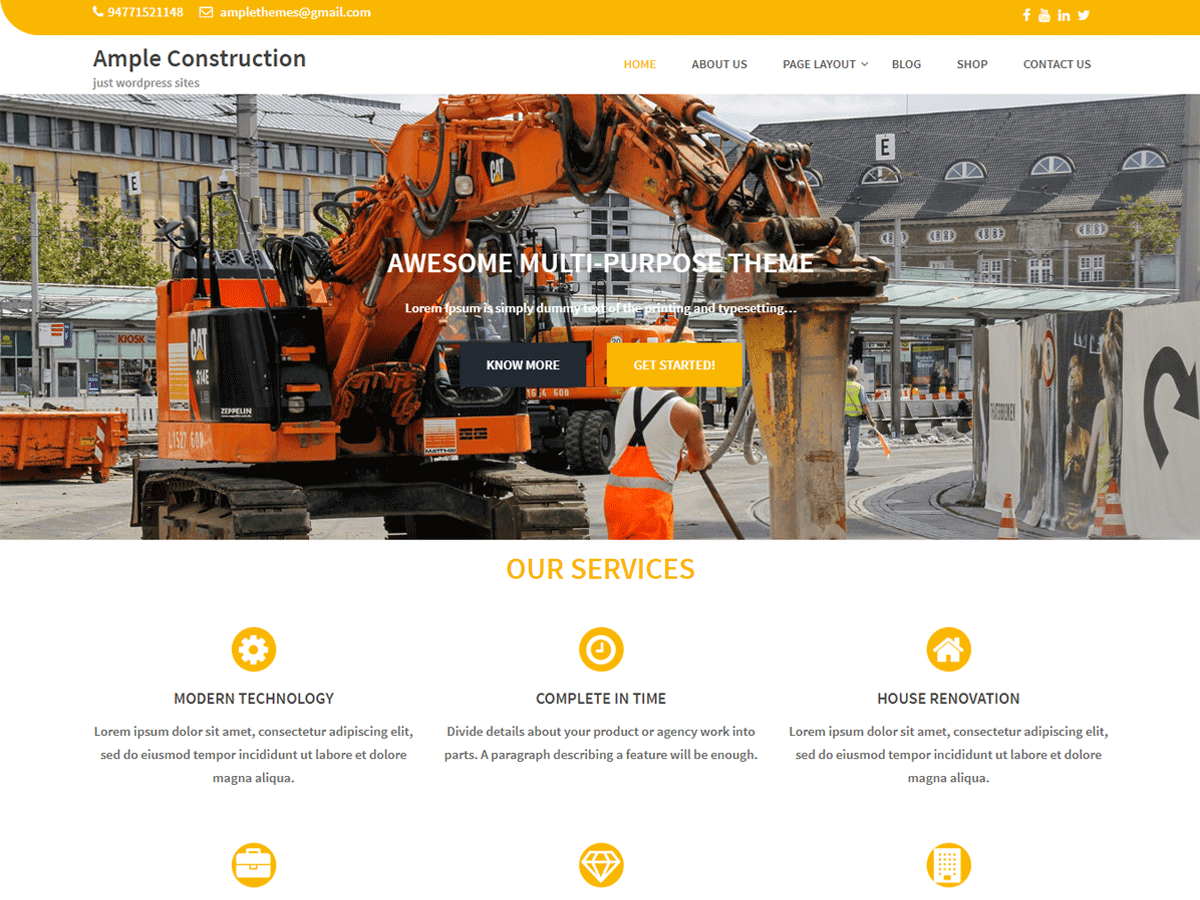 94771521148 amplethemes@gmail.com
Ample Construction
just wordpress sites
HOME ABOUT US PAGE LAYOUT BLOG SHOP CONTACT US
E
E
CAT
AWESOME MULTI-PURPOSE THEME
Lorem Ipsum is simply dummy text of the printing and typesetting...
KIOSK
CAT
314E
ZEPPELIN
KNOW MORE GET STARTED!
OUR SERVICES
MODERN TECHNOLOGY
Lorem ipsum dolor sit amet, consectetur adipiscing elit,
sed do eiusmod tempor incididunt ut labore et dolore
magna aliqua.
COMPLETE IN TIME
Divide details about your product or agency work into
parts. A paragraph describing a feature will be enough.
HOUSE RENOVATION
Lorem ipsum dolor sit amet, consectetur adipiscing elit,
sed do eiusmod tempor incididunt ut labore et dolore
magna aliqua.